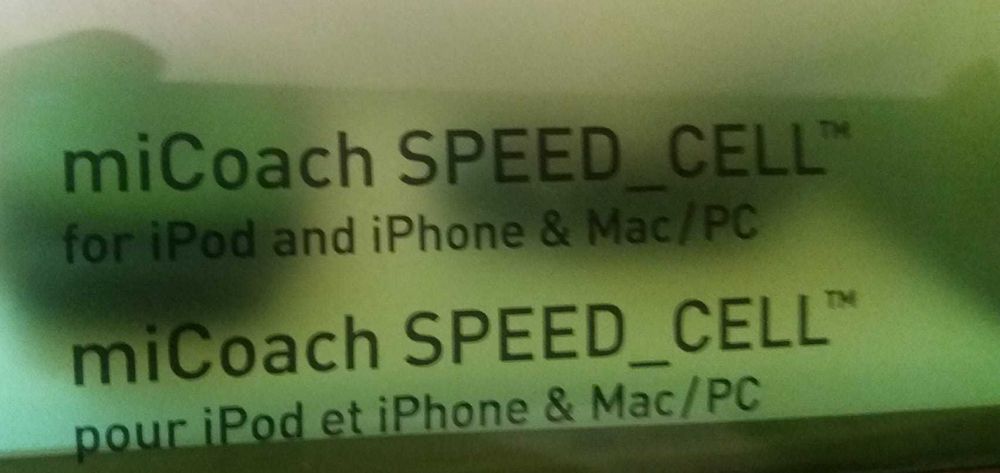 miCoach SPEED_CELL™
for iPod and iPhone & Mac/PC
miCoach SPEED_CELL™
pour iPod et iPhone & Mac/PC